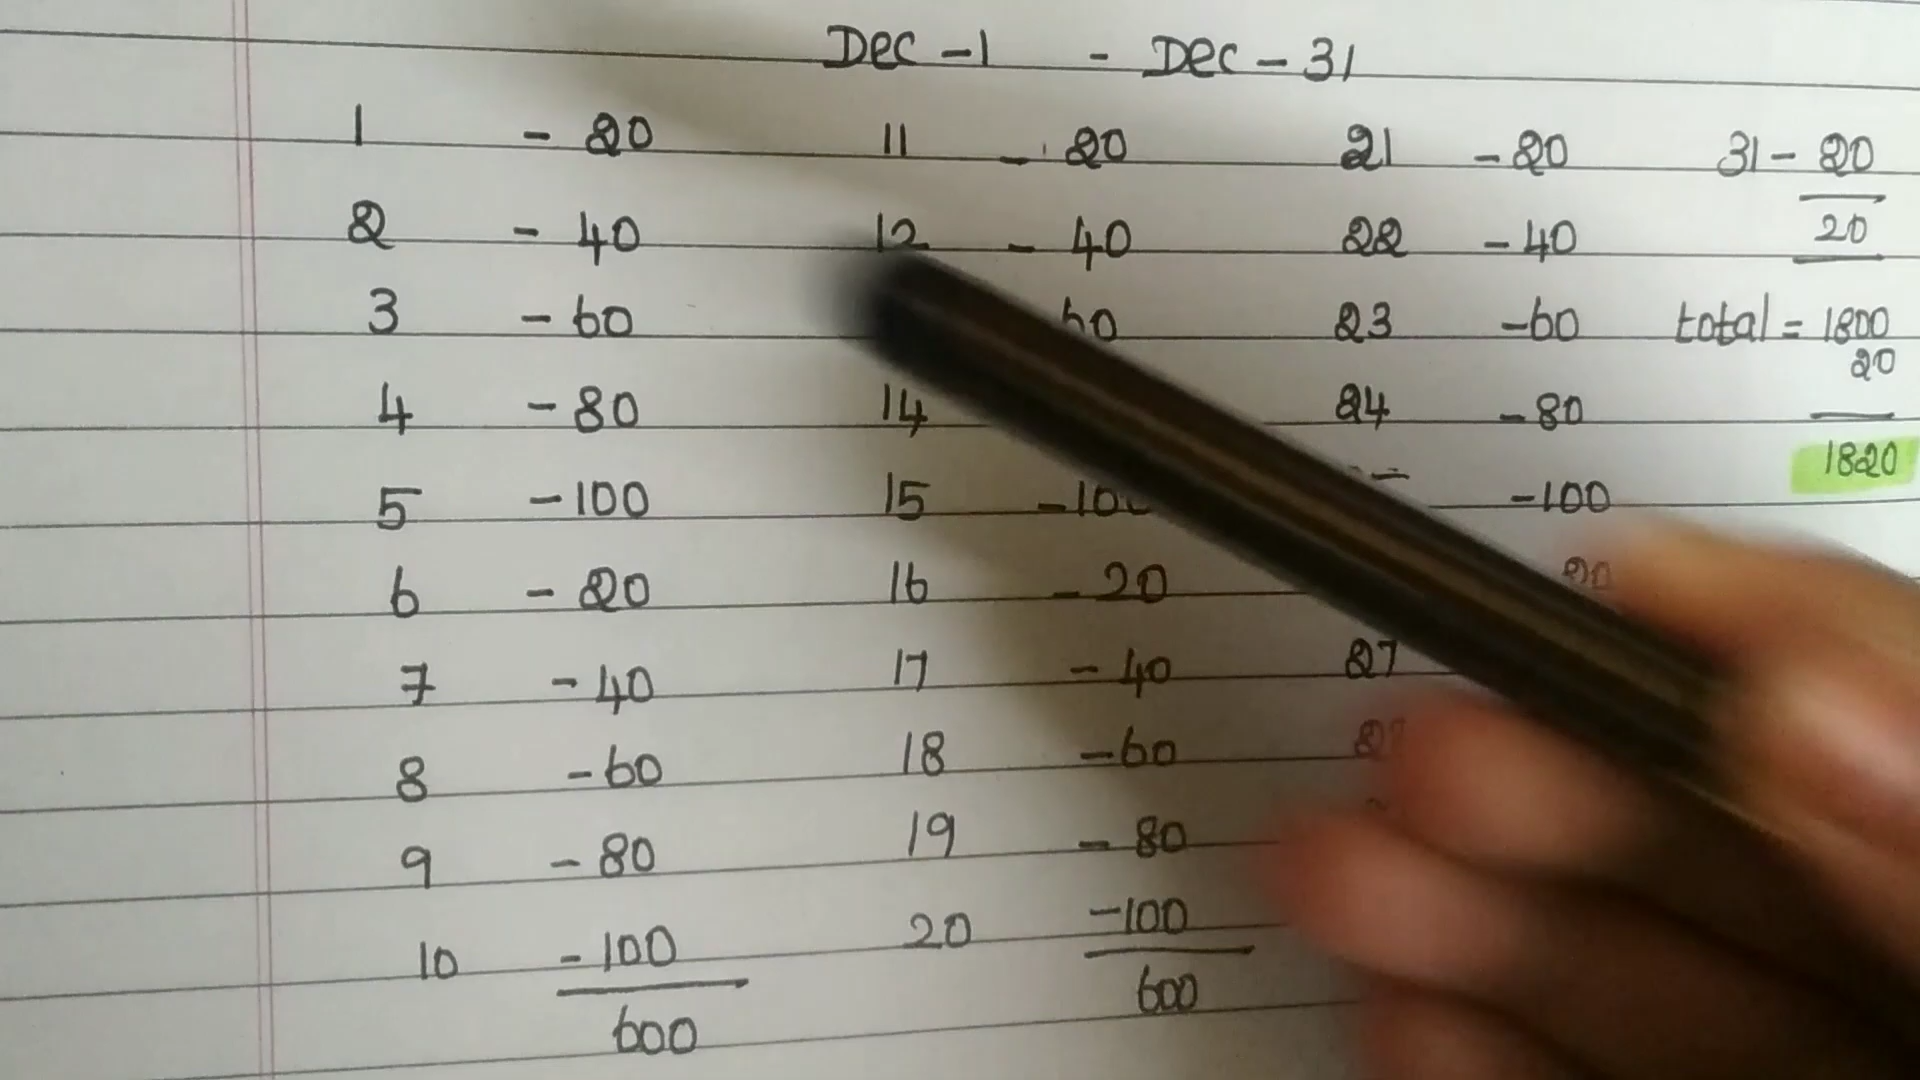 Dec - 1 - Dec - 31
1 - 20 11 - 20 21 - 20 31 - 20
2 - 40 12 - 40 22 - 40 20
3 - 60 60 23 - 60 total = 1800
20
4 - 80 14 24 - 80
1820
5 - 100 15 - 100 - 100
6 - 20 16 - 20 20
7 - 40 17 - 40 27
8 - 60 18 - 60
9 - 80 19 - 80
10 - 100 20 - 100
600 600